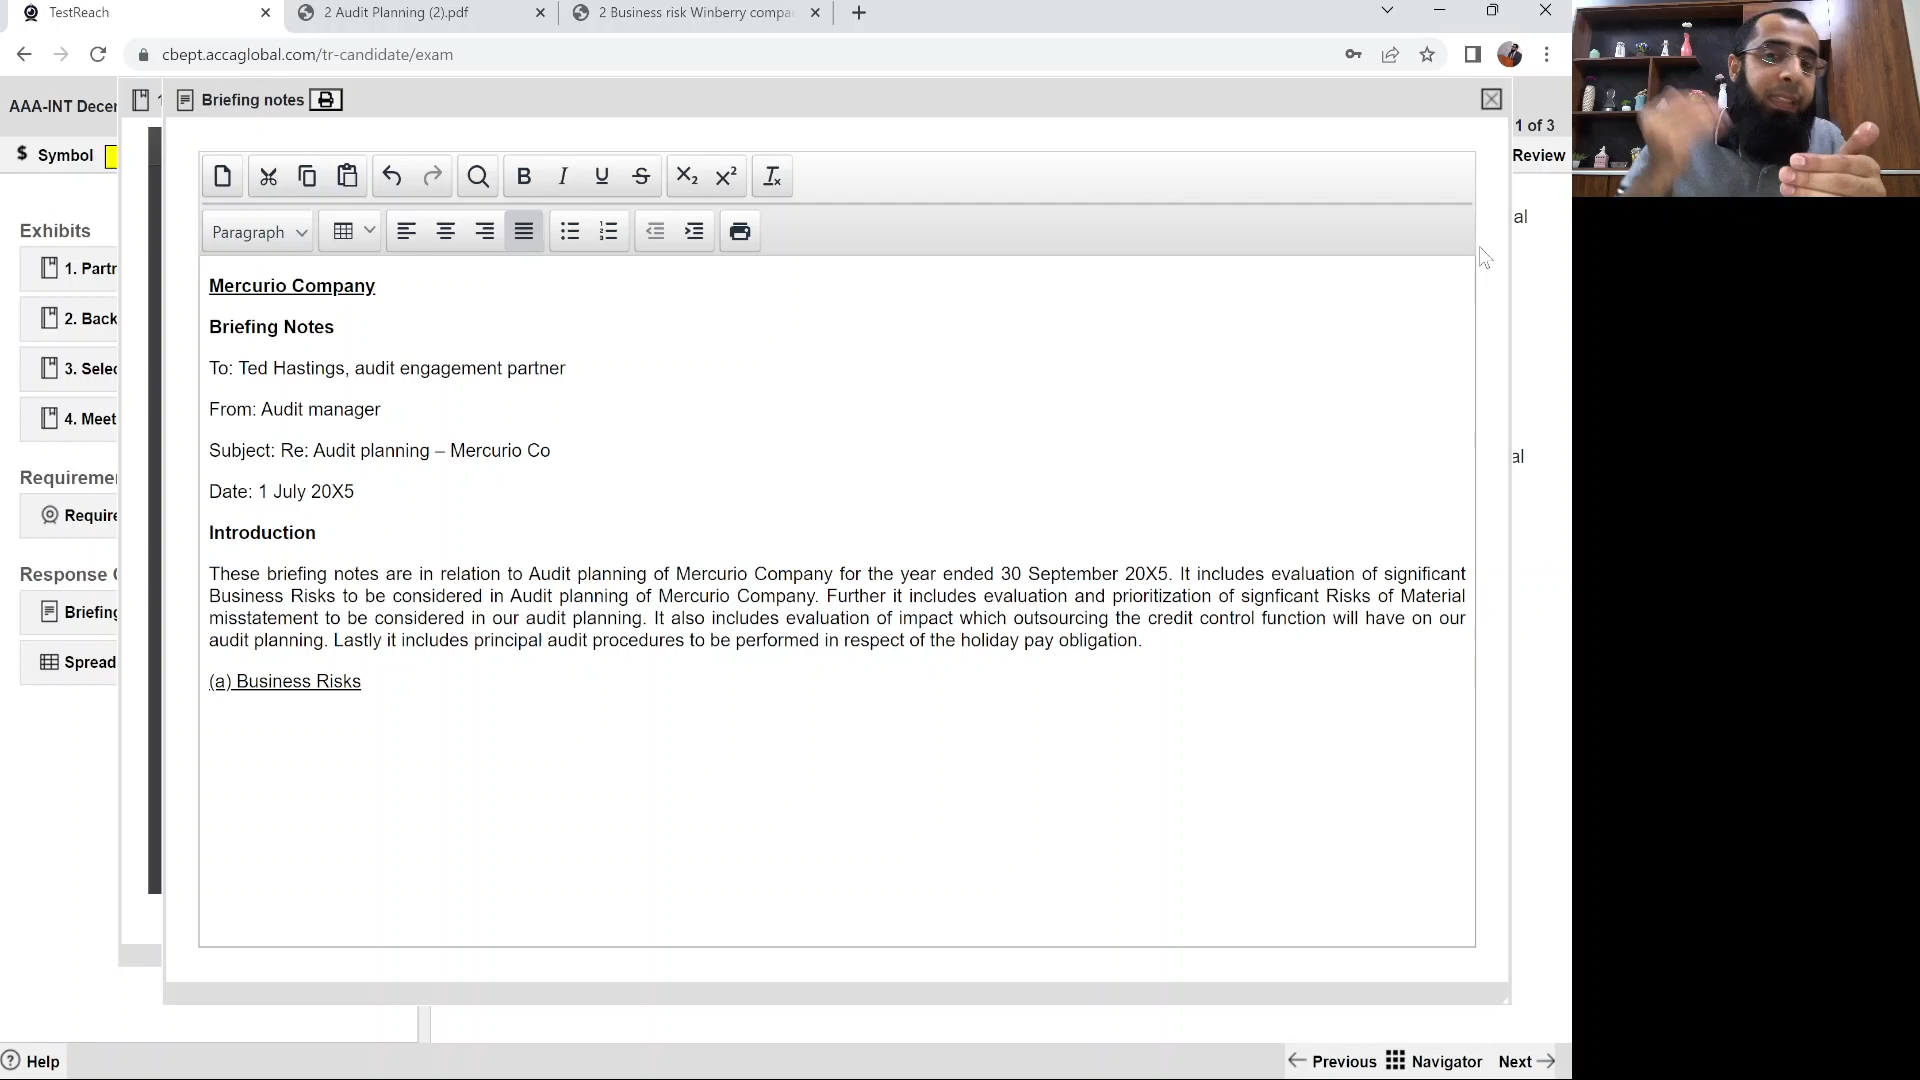 TestReach
2 Audit Planning (2).pdf
2 Business risk Winberry compa
cbept.accaglobal.com/tr-candidate/exam
AAA-INT Decer
Briefing notes
1 of 3
$ Symbol
Review
Paragraph
B I U S X₂ X²
al
Exhibits
1. Partr
2. Back
3. Selec
4. Meet
Requiremer
Require
Response
Briefing
Spread
Mercurio Company
Briefing Notes
To: Ted Hastings, audit engagement partner
From: Audit manager
Subject: Re: Audit planning – Mercurio Co
al
Date: 1 July 20X5
Introduction
These briefing notes are in relation to Audit planning of Mercurio Company for the year ended 30 September 20X5. It includes evaluation of significant
Business Risks to be considered in Audit planning of Mercurio Company. Further it includes evaluation and prioritization of signficant Risks of Material
misstatement to be considered in our audit planning. It also includes evaluation of impact which outsourcing the credit control function will have on our
audit planning. Lastly it includes principal audit procedures to be performed in respect of the holiday pay obligation.
(a) Business Risks
Help
Previous
Navigator
Next